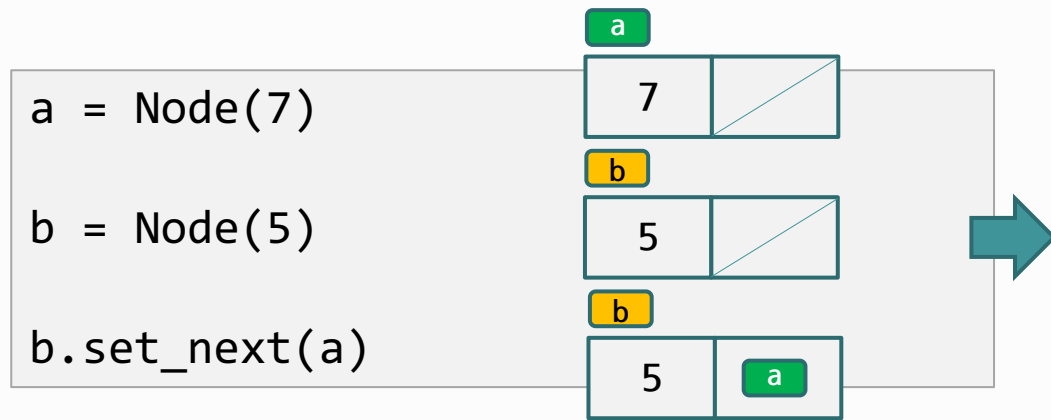 a
a = Node(7)
7
b
b = Node(5)
5
b
b.set_next(a)
5
a